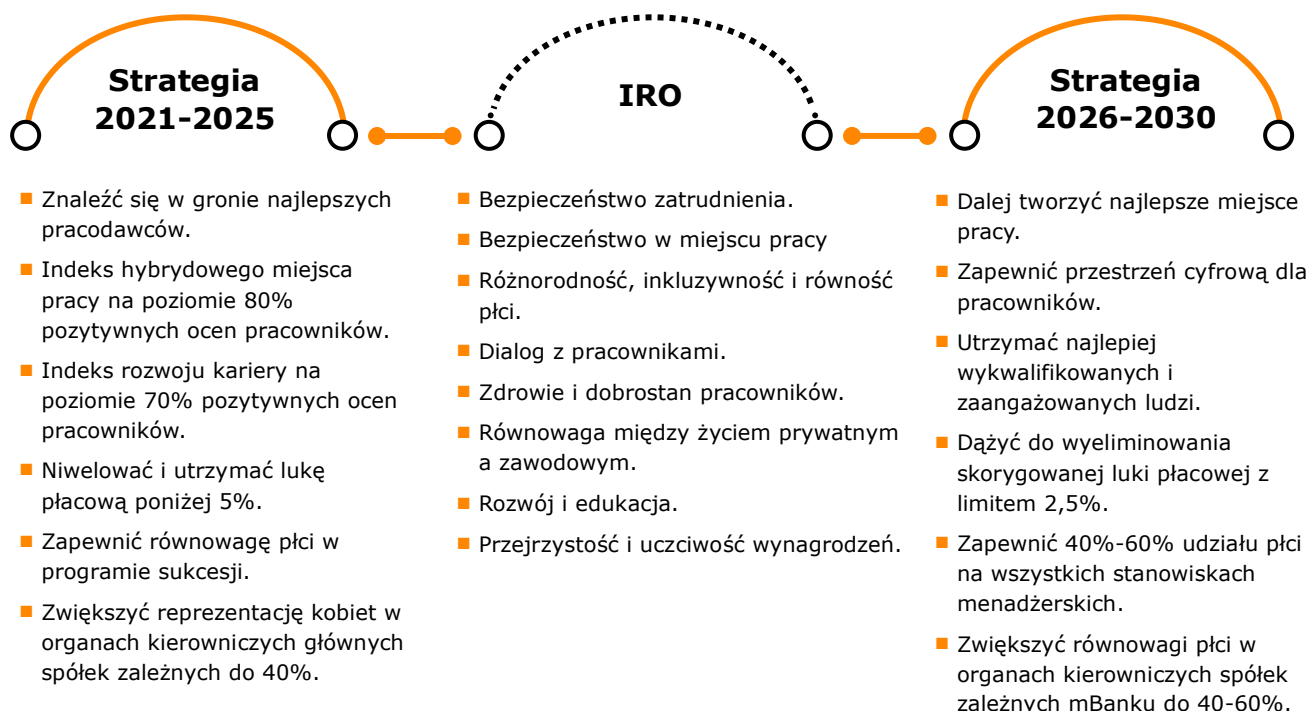 Strategia
2021-2025
Znaleźć się w gronie najlepszych
pracodawców.
Indeks hybrydowego miejsca
pracy na poziomie 80%
pozytywnych ocen pracowników.
Indeks rozwoju kariery na
poziomie 70% pozytywnych ocen
pracowników.
Niwelować i utrzymać lukę
płacową poniżej 5%.
Zapewnić równowagę płci w
programie sukcesji.
Zwiększyć reprezentację kobiet w
organach kierowniczych głównych
spółek zależnych do 40%.
IRO
Bezpieczeństwo zatrudnienia.
Bezpieczeństwo w miejscu pracy
Różnorodność, inkluzywność i równość
płci.
Dialog z pracownikami.
Zdrowie i dobrostan pracowników.
Równowaga między życiem prywatnym
a zawodowym.
Rozwój i edukacja.
Przejrzystość i uczciwość wynagrodzeń.
Strategia
2026-2030
Dalej tworzyć najlepsze miejsce
pracy.
Zapewnić przestrzeń cyfrową dla
pracowników.
Utrzymać najlepiej
wykwalifikowanych i
zaangażowanych ludzi.
Dążyć do wyeliminowania
skorygowanej luki płacowej z
limitem 2,5%.
Zapewnić 40%-60% udziału płci
na wszystkich stanowiskach
menadżerskich.
Zwiększyć równowagi płci w
organach kierowniczych spółek
zależnych mBanku do 40-60%.